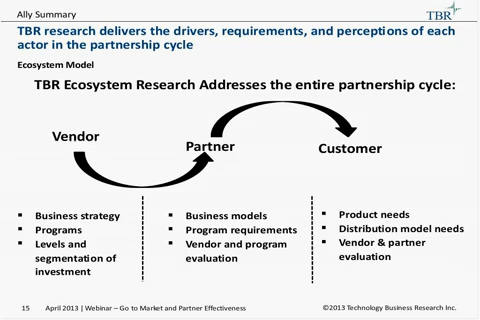 Ally Summary
TBR
TBR research delivers the drivers, requirements, and perceptions of each
actor in the partnership cycle
Ecosystem Model
TBR Ecosystem Research Addresses the entire partnership cycle:
Vendor
Partner
Customer
▪ Business strategy
▪ Programs
▪ Levels and
segmentation of
investment
▪ Business models
▪ Program requirements
▪ Vendor and program
evaluation
▪ Product needs
▪ Distribution model needs
▪ Vendor & partner
evaluation
15 April 2013 | Webinar – Go to Market and Partner Effectiveness ©2013 Technology Business Research Inc.